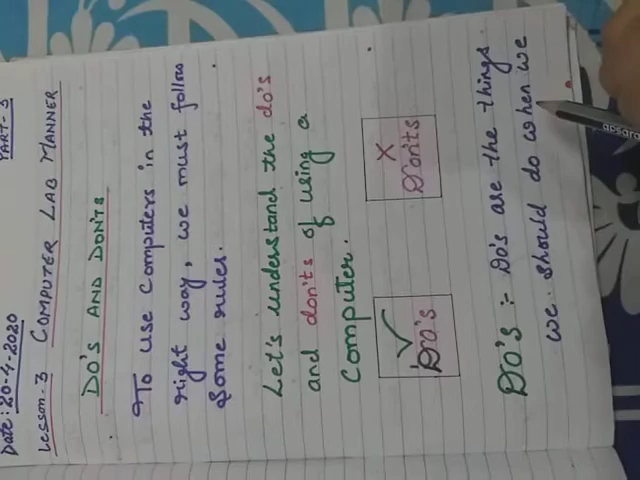 PART-3
Date: 20-4-2020
Lesson-3 COMPUTER LAB MANNER
DO'S AND DON'TS
To use Computers in the
right way, we must follow
Some rules.
Let's understand the do's
and don'ts of using a
Computer.
✓ ×
DO's Don'ts
DO'S :- Do's are the things
we should do when we
apsara